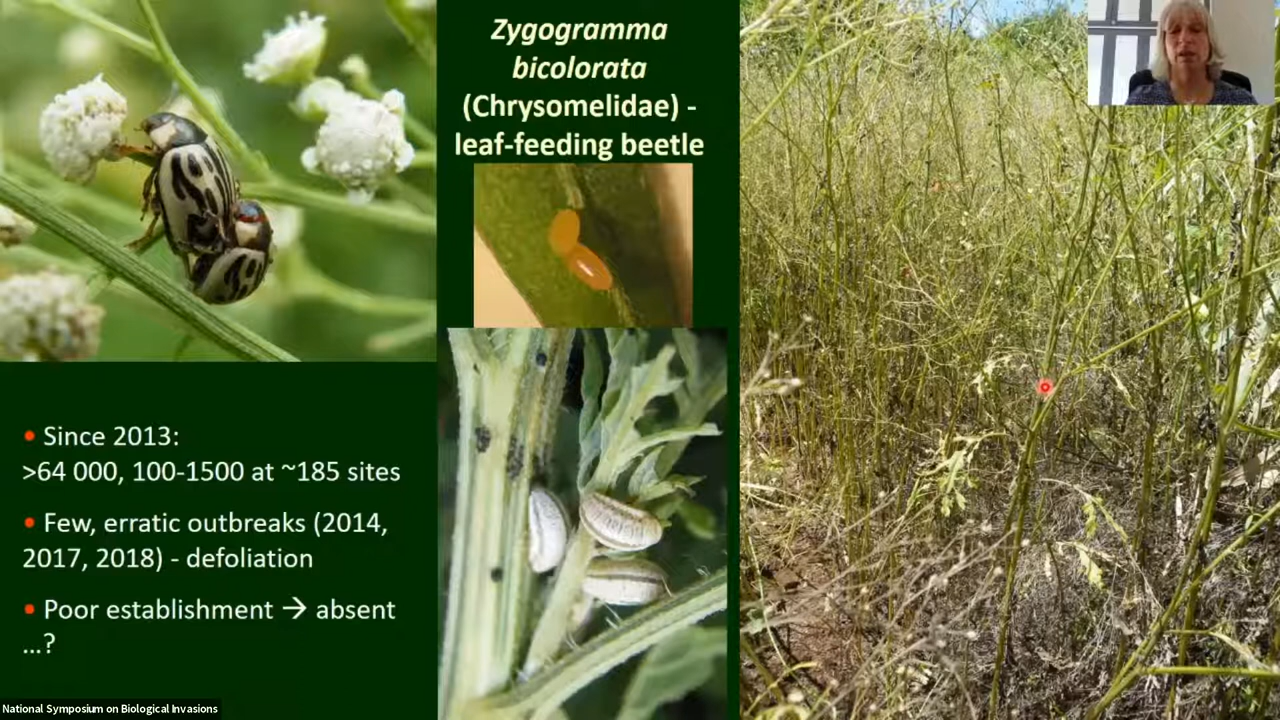 Zygogramma
bicolorata
(Chrysomelidae) -
leaf-feeding beetle
• Since 2013:
>64 000, 100-1500 at ~185 sites
• Few, erratic outbreaks (2014,
2017, 2018) - defoliation
• Poor establishment → absent
...?
National Symposium on Biological Invasions